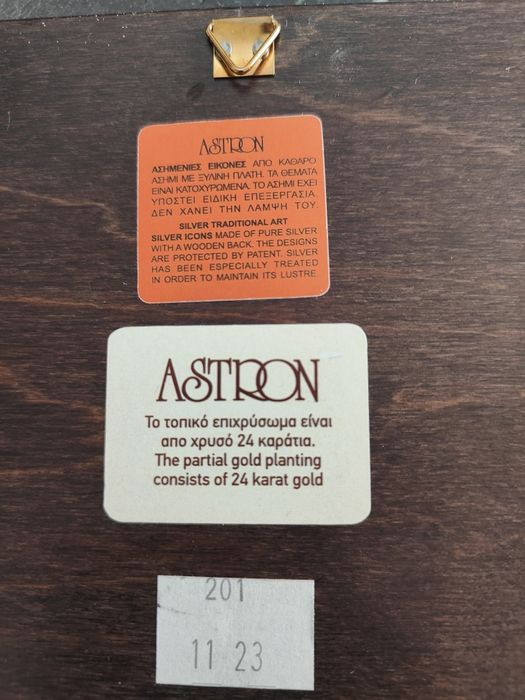 ASTRON
ΑΣΗΜΕΝΙΕΣ ΕΙΚΟΝΕΣ ΑΠΟ ΚΑΘΑΡΟ
ΑΣΗΜΙ ΜΕ ΞΥΛΙΝΗ ΠΛΑΤΗ. ΤΑ ΘΕΜΑΤΑ
ΕΙΝΑΙ ΚΑΤΟΧΥΡΩΜΕΝΑ. ΤΟ ΑΣΗΜΙ ΕΧΕΙ
ΥΠΟΣΤΕΙ ΕΙΔΙΚΗ ΕΠΕΞΕΡΓΑΣΙΑ.
ΔΕΝ ΧΑΝΕΙ ΤΗΝ ΛΑΜΨΗ ΤΟΥ.
SILVER TRADITIONAL ART
SILVER ICONS MADE OF PURE SILVER
WITH A WOODEN BACK. THE DESIGNS
ARE PROTECTED BY PATENT. SILVER
HAS BEEN ESPECIALLY TREATED
IN ORDER TO MAINTAIN ITS LUSTRE
ASTRON
Το τοπικό επιχρύσωμα είναι
απο χρυσό 24 καράτια.
The partial gold planting
consists of 24 karat gold
201
11 23